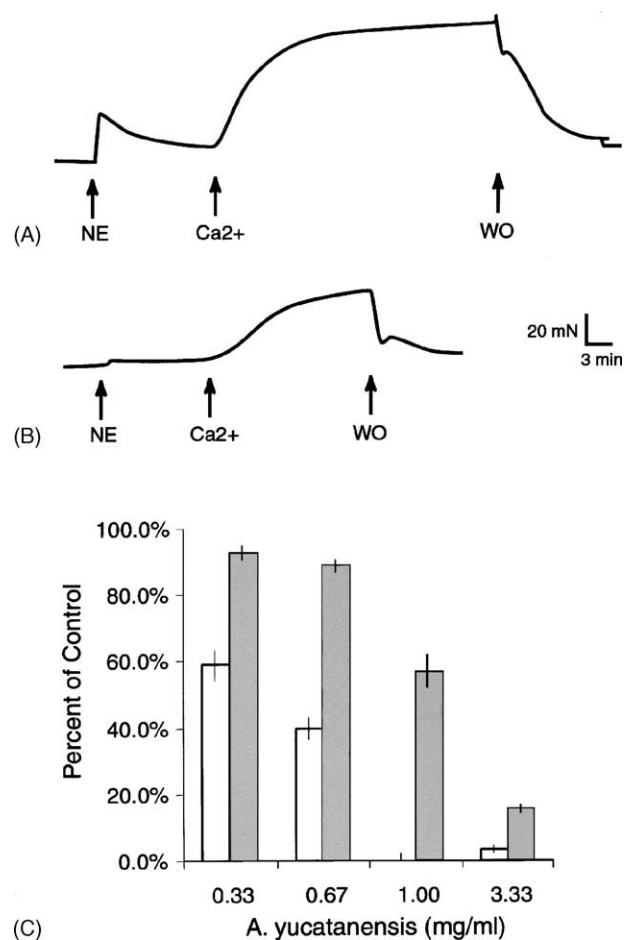 (A) NE Ca2+ WO
20 mN
3 min
(B) NE Ca2+ WO
100.0%
80.0%
60.0%
40.0%
20.0%
0.0%
Percent of Control
0.33 0.67 1.00 3.33
(C) A. yucatanensis (mg/ml)